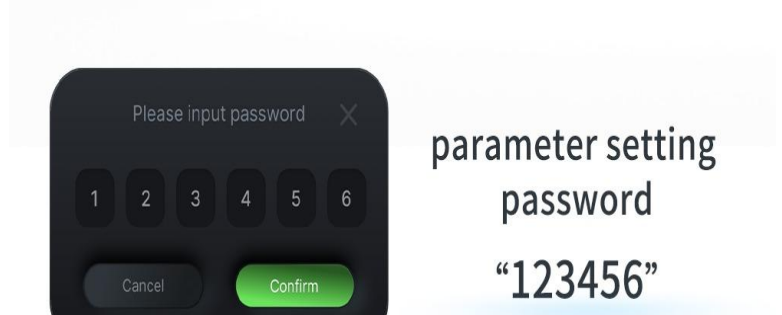 Please input password
1 2 3 4 5 6
Cancel Confirm
parameter setting
password
“123456”